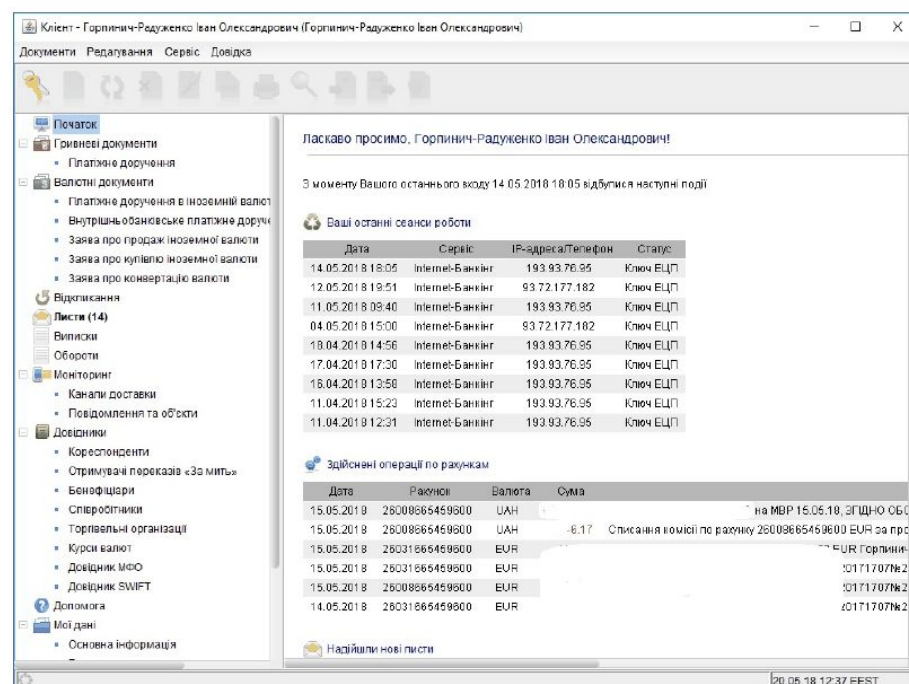 Клієнт - Горпинич-Радуженко Іван Олександрович (Горпинич-Радуженко Іван Олександрович)
Документи Редагування Сервіс Довідка
Початок
Гривневі документи
Платіжне доручення
Валютні документи
Платіжне доручення в іноземній валют
Внутрішньобанківське платіжне доруче
Заява про продаж іноземної валюти
Заява про купівлю іноземної валюти
Заява про конвертацію валюти
Відкликання
Листи (14)
Виписки
Обороти
Моніторинг
Канали доставки
Повідомлення та об'єкти
Довідники
Кореспонденти
Отримувачі переказів «За мить»
Бенефіціари
Співробітники
Торгівельні організації
Курси валют
Довідник МФО
Довідник SWIFT
Допомога
Мої дані
Основна інформація
Ласкаво просимо, Горпинич-Радуженко Іван Олександрович!
З моменту Вашого останнього входу 14.05.2018 18:05 відбулися наступні події
Ваші останні сеанси роботи
Дата Сервіс IP-адреса/Телефон Статус
14.05.2018 18:05 Internet-Банкінг 193.93.76.95 Ключ ЕЦП
12.05.2018 19:51 Internet-Банкінг 93.72.177.182 Ключ ЕЦП
11.05.2018 09:40 Internet-Банкінг 193.93.76.95 Ключ ЕЦП
04.05.2018 15:00 Internet-Банкінг 93.72.177.182 Ключ ЕЦП
18.04.2018 14:56 Internet-Банкінг 193.93.76.95 Ключ ЕЦП
17.04.2018 17:30 Internet-Банкінг 193.93.76.95 Ключ ЕЦП
16.04.2018 13:58 Internet-Банкінг 193.93.76.95 Ключ ЕЦП
11.04.2018 15:23 Internet-Банкінг 193.93.76.95 Ключ ЕЦП
11.04.2018 12:31 Internet-Банкінг 193.93.76.95 Ключ ЕЦП
Здійснені операції по рахункам
Дата Рахунок Валюта Сума
15.05.2018 26008665459600 UAH на МВР 15.05.18, ЗГІДНО ОБС
15.05.2018 26008665459600 UAH -6.17 Списання комісії по рахунку 26008665459600 EUR за про
15.05.2018 26031665459600 EUR EUR Горпинич
15.05.2018 26031665459600 EUR 20171707№2
15.05.2018 26008665459600 EUR 20171707№2
14.05.2018 26031665459600 EUR 20171707№2
Надійшли нові листи
20.05.18 12:37 EEST